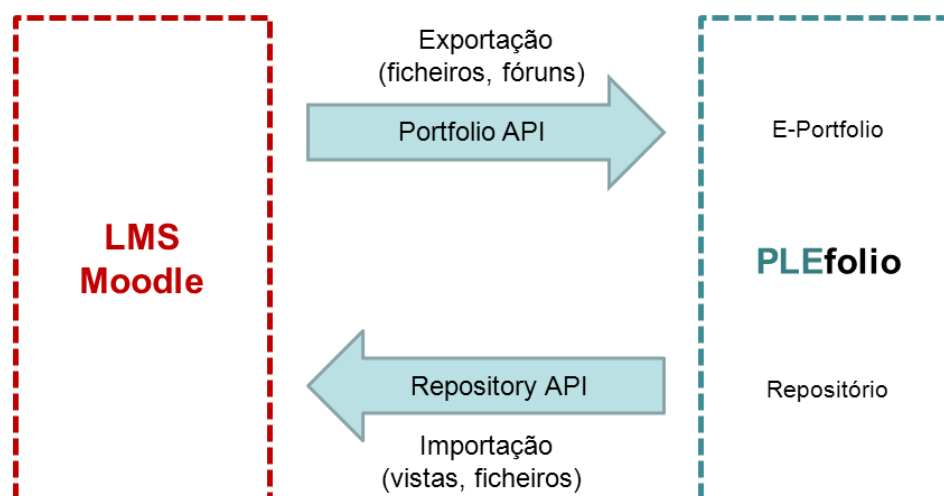 Exportação
(ficheiros, fóruns)
Portfolio API
E-Portfolio
LMS
Moodle
PLEfolio
Repository API
Repositório
Importação
(vistas, ficheiros)